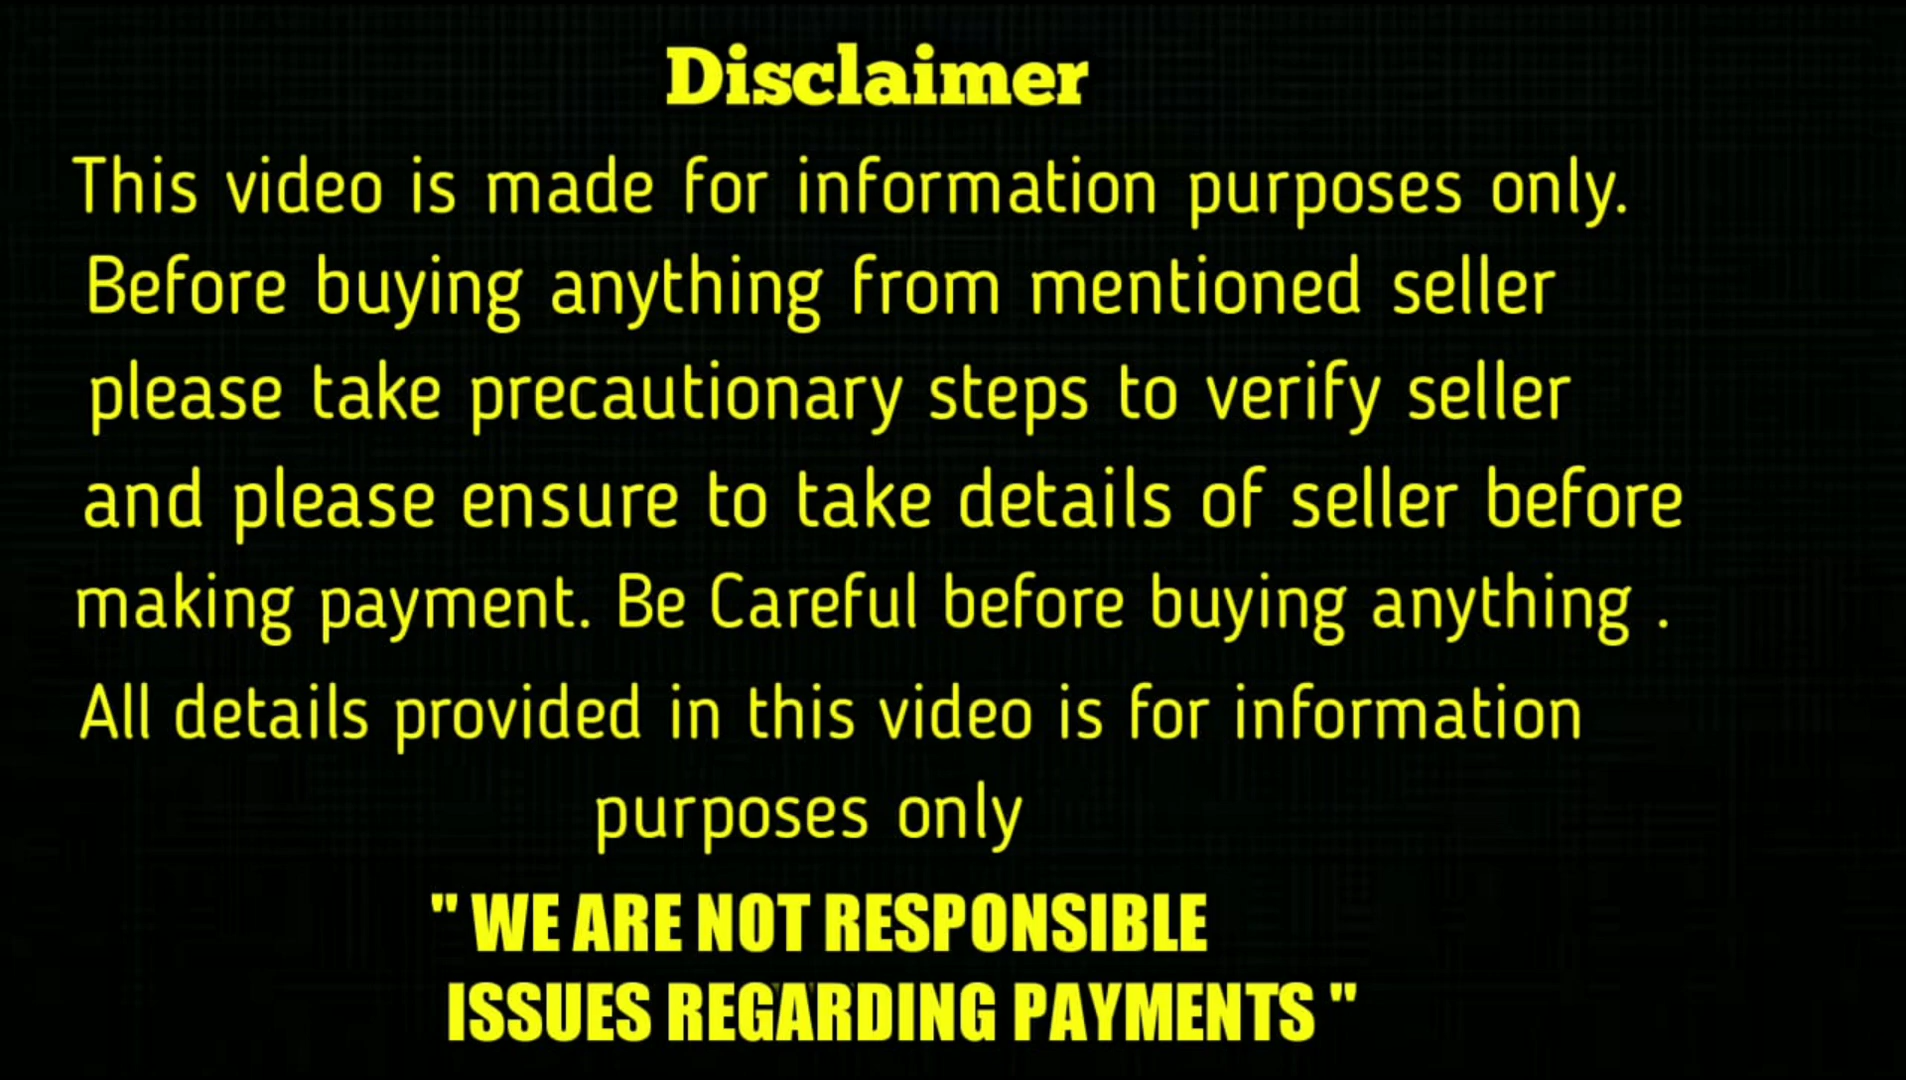 Disclaimer
This video is made for information purposes only.
Before buying anything from mentioned seller
please take precautionary steps to verify seller
and please ensure to take details of seller before
making payment. Be Careful before buying anything .
All details provided in this video is for information
purposes only
" WE ARE NOT RESPONSIBLE
ISSUES REGARDING PAYMENTS "